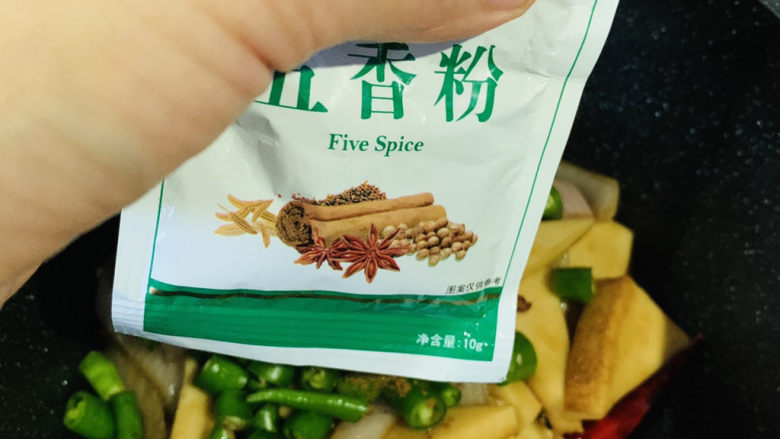 五香粉
Five Spice
图案仅供参考
净含量:10g